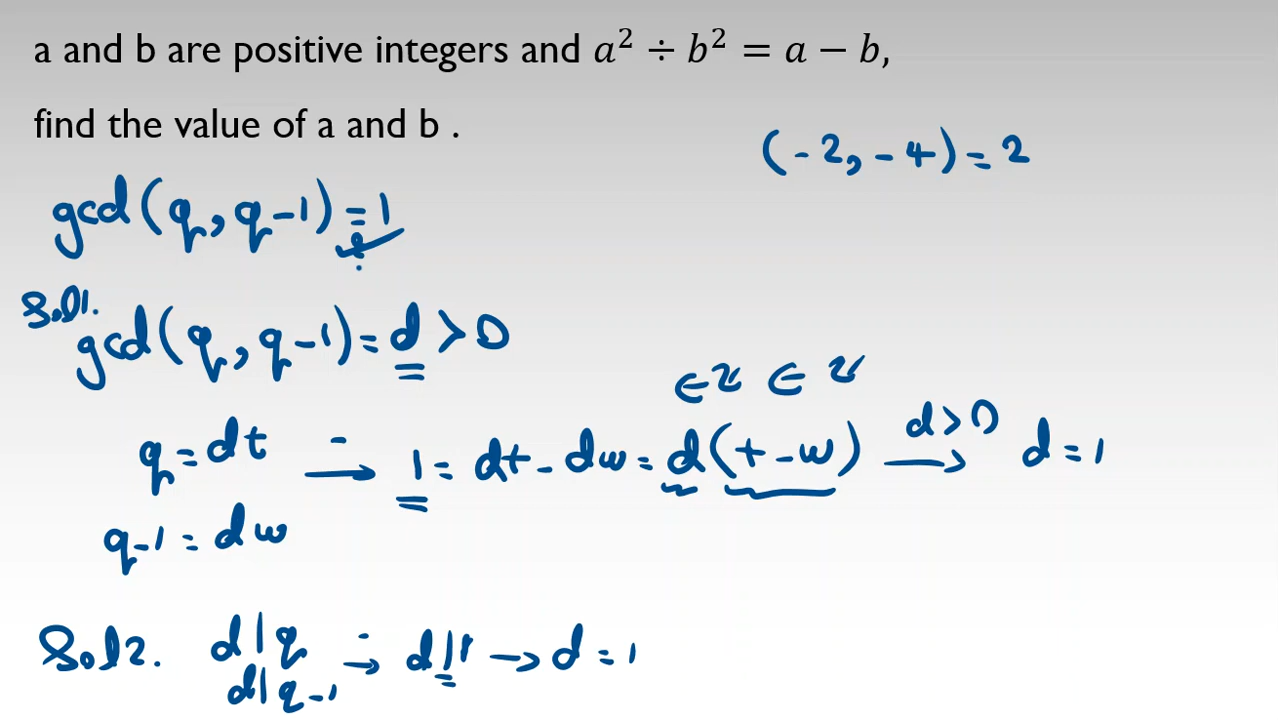 a and b are positive integers and a² ÷ b² = a − b,
find the value of a and b .
(-2, -4) = 2
gcd(q, q-1) = 1
Sol1.
gcd(q, q-1) = d > 0
∈ℤ ∈ ℤ
q = dt → 1 = dt - dw = d(t-w) d>0 → d = 1
q-1 = dw
Sol2. d|q → d|1 → d = 1
d|q-1